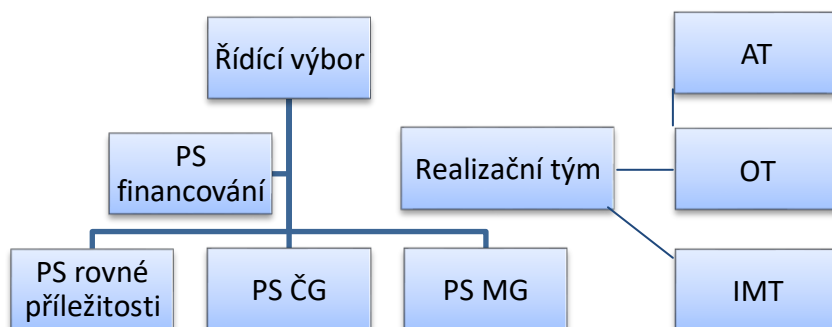 Řídící výbor
AT
PS
financování
Realizační tým
OT
PS rovné
příležitosti
PS ČG
PS MG
IMT